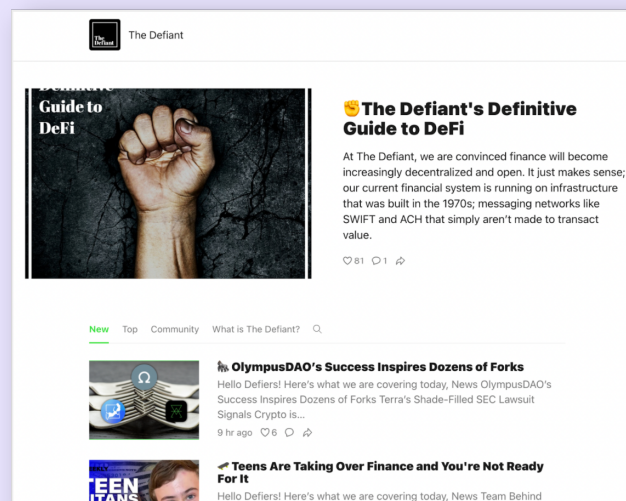 The
Defiant
The Defiant
Definitive
Guide to
DeFi
✊The Defiant's Definitive
Guide to DeFi
At The Defiant, we are convinced finance will become
increasingly decentralized and open. It just makes sense;
our current financial system is running on infrastructure
that was built in the 1970s; messaging networks like
SWIFT and ACH that simply aren’t made to transact
value.
81 1
New Top Community What is The Defiant?
OlympusDAO’s Success Inspires Dozens of Forks
Hello Defiers! Here’s what we are covering today, News OlympusDAO’s
Success Inspires Dozens of Forks Terra’s Shade-Filled SEC Lawsuit
Signals Crypto is...
9 hr ago 6
Ω
TEEN
TITANS
Teens Are Taking Over Finance and You're Not Ready
For It
Hello Defiers! Here’s what we are covering today, News Team Behind